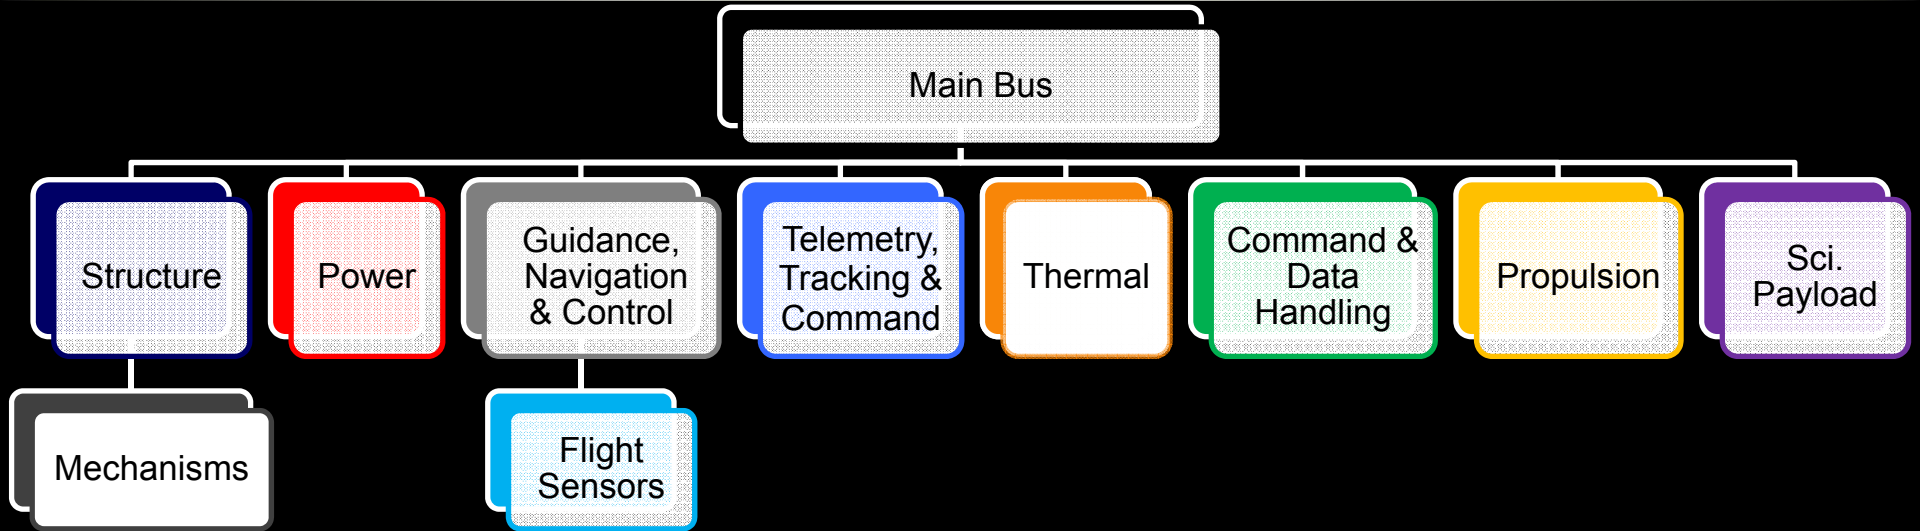 Main Bus
Structure
Power
Guidance,
Navigation
& Control
Telemetry,
Tracking &
Command
Thermal
Command &
Data
Handling
Propulsion
Sci.
Payload
Mechanisms
Flight
Sensors